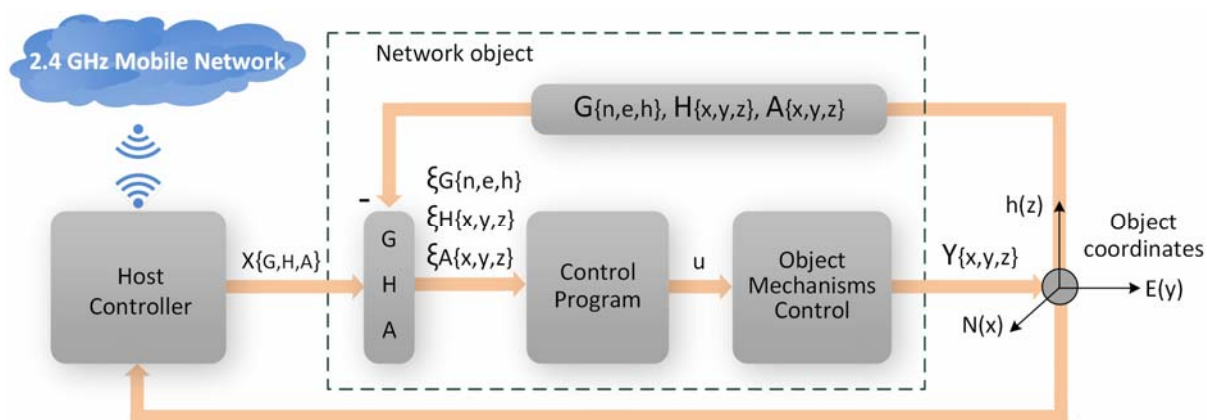 2.4 GHz Mobile Network
Network object
G{n,e,h}, H{x,y,z}, A{x,y,z}
-
ξG{n,e,h}
ξH{x,y,z}
ξA{x,y,z}
Host
Controller
X{G,H,A}
G
H
A
Control
Program
u
Object
Mechanisms
Control
Y{x,y,z}
h(z)
Object
coordinates
E(y)
N(x)